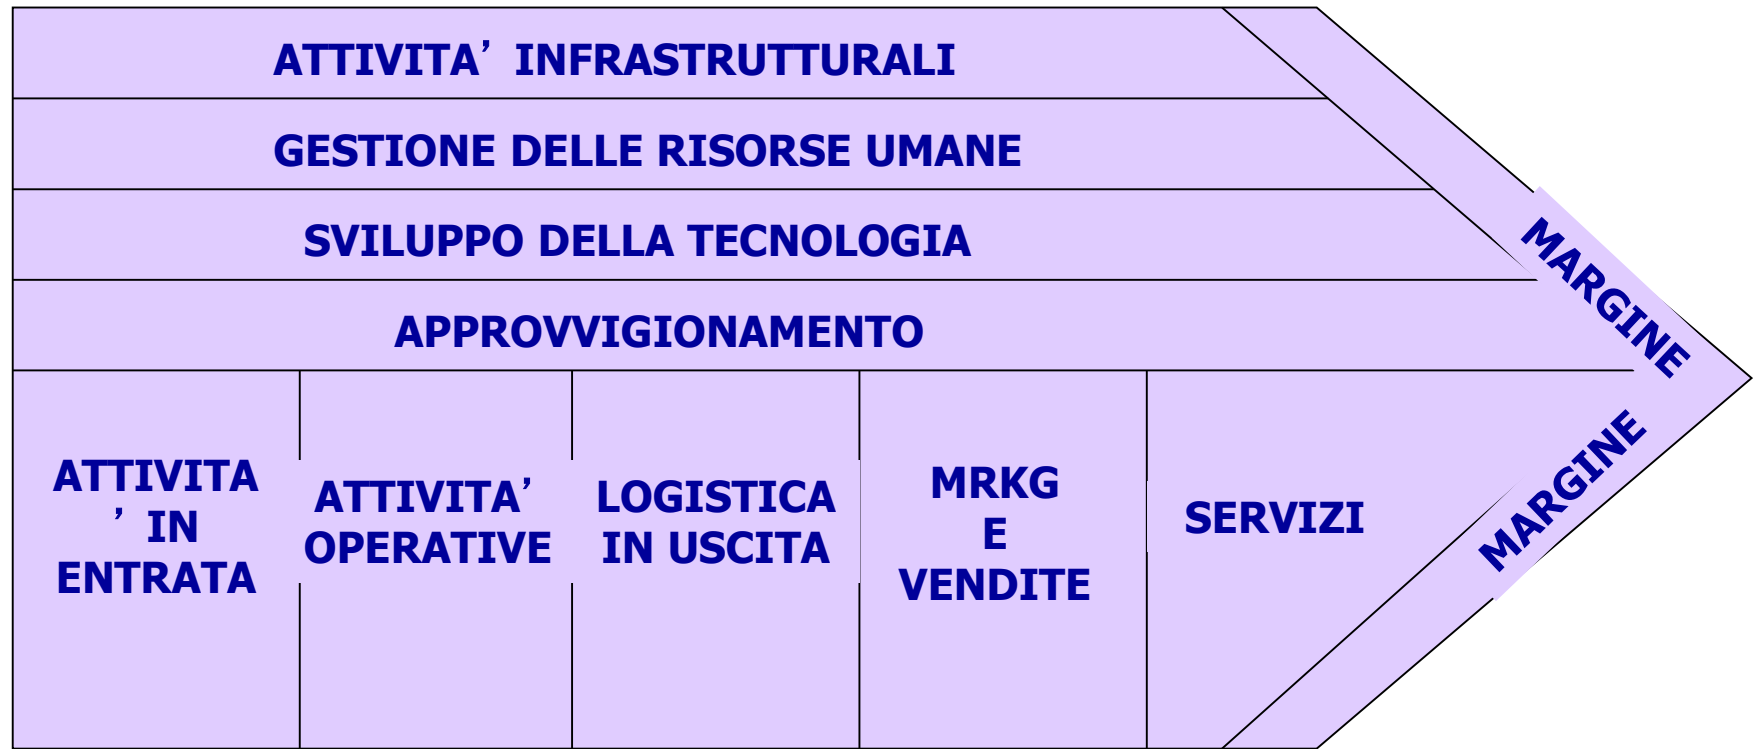 ATTIVITA’ INFRASTRUTTURALI
GESTIONE DELLE RISORSE UMANE
SVILUPPO DELLA TECNOLOGIA
APPROVVIGIONAMENTO
MARGINE
ATTIVITA
’ IN
ENTRATA
ATTIVITA’
OPERATIVE
LOGISTICA
IN USCITA
MRKG
E
VENDITE
SERVIZI
MARGINE